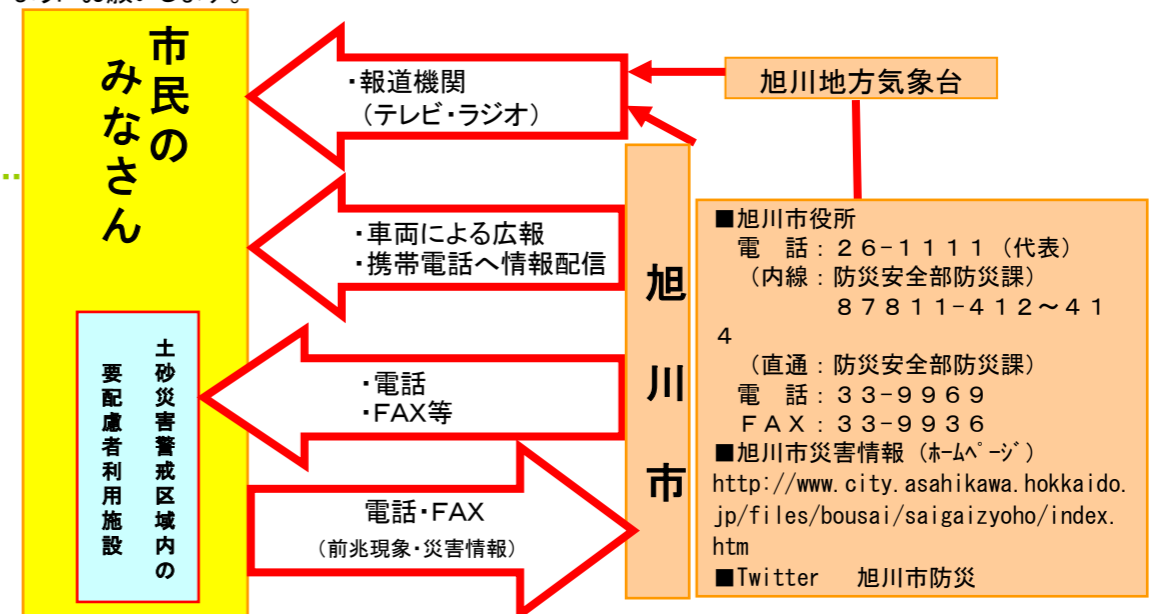 市民の
みなさん
土砂災害警戒区域内の
要配慮者利用施設
・報道機関
（テレビ・ラジオ）
・車両による広報
・携帯電話へ情報配信
・電話
・FAX等
電話・FAX
（前兆現象・災害情報）
旭川市
旭川地方気象台
■旭川市役所
電　話：２６-１１１１（代表）
（内線：防災安全部防災課）
８７８１１-４１２～４１
４
（直通：防災安全部防災課）
電　話：３３-９９６９
ＦＡＸ：３３-９９３６
■旭川市災害情報（ﾎｰﾑﾍﾟｰｼﾞ）
http://www.city.asahikawa.hokkaido.
jp/files/bousai/saigaizyoho/index.
htm
■Twitter　旭川市防災